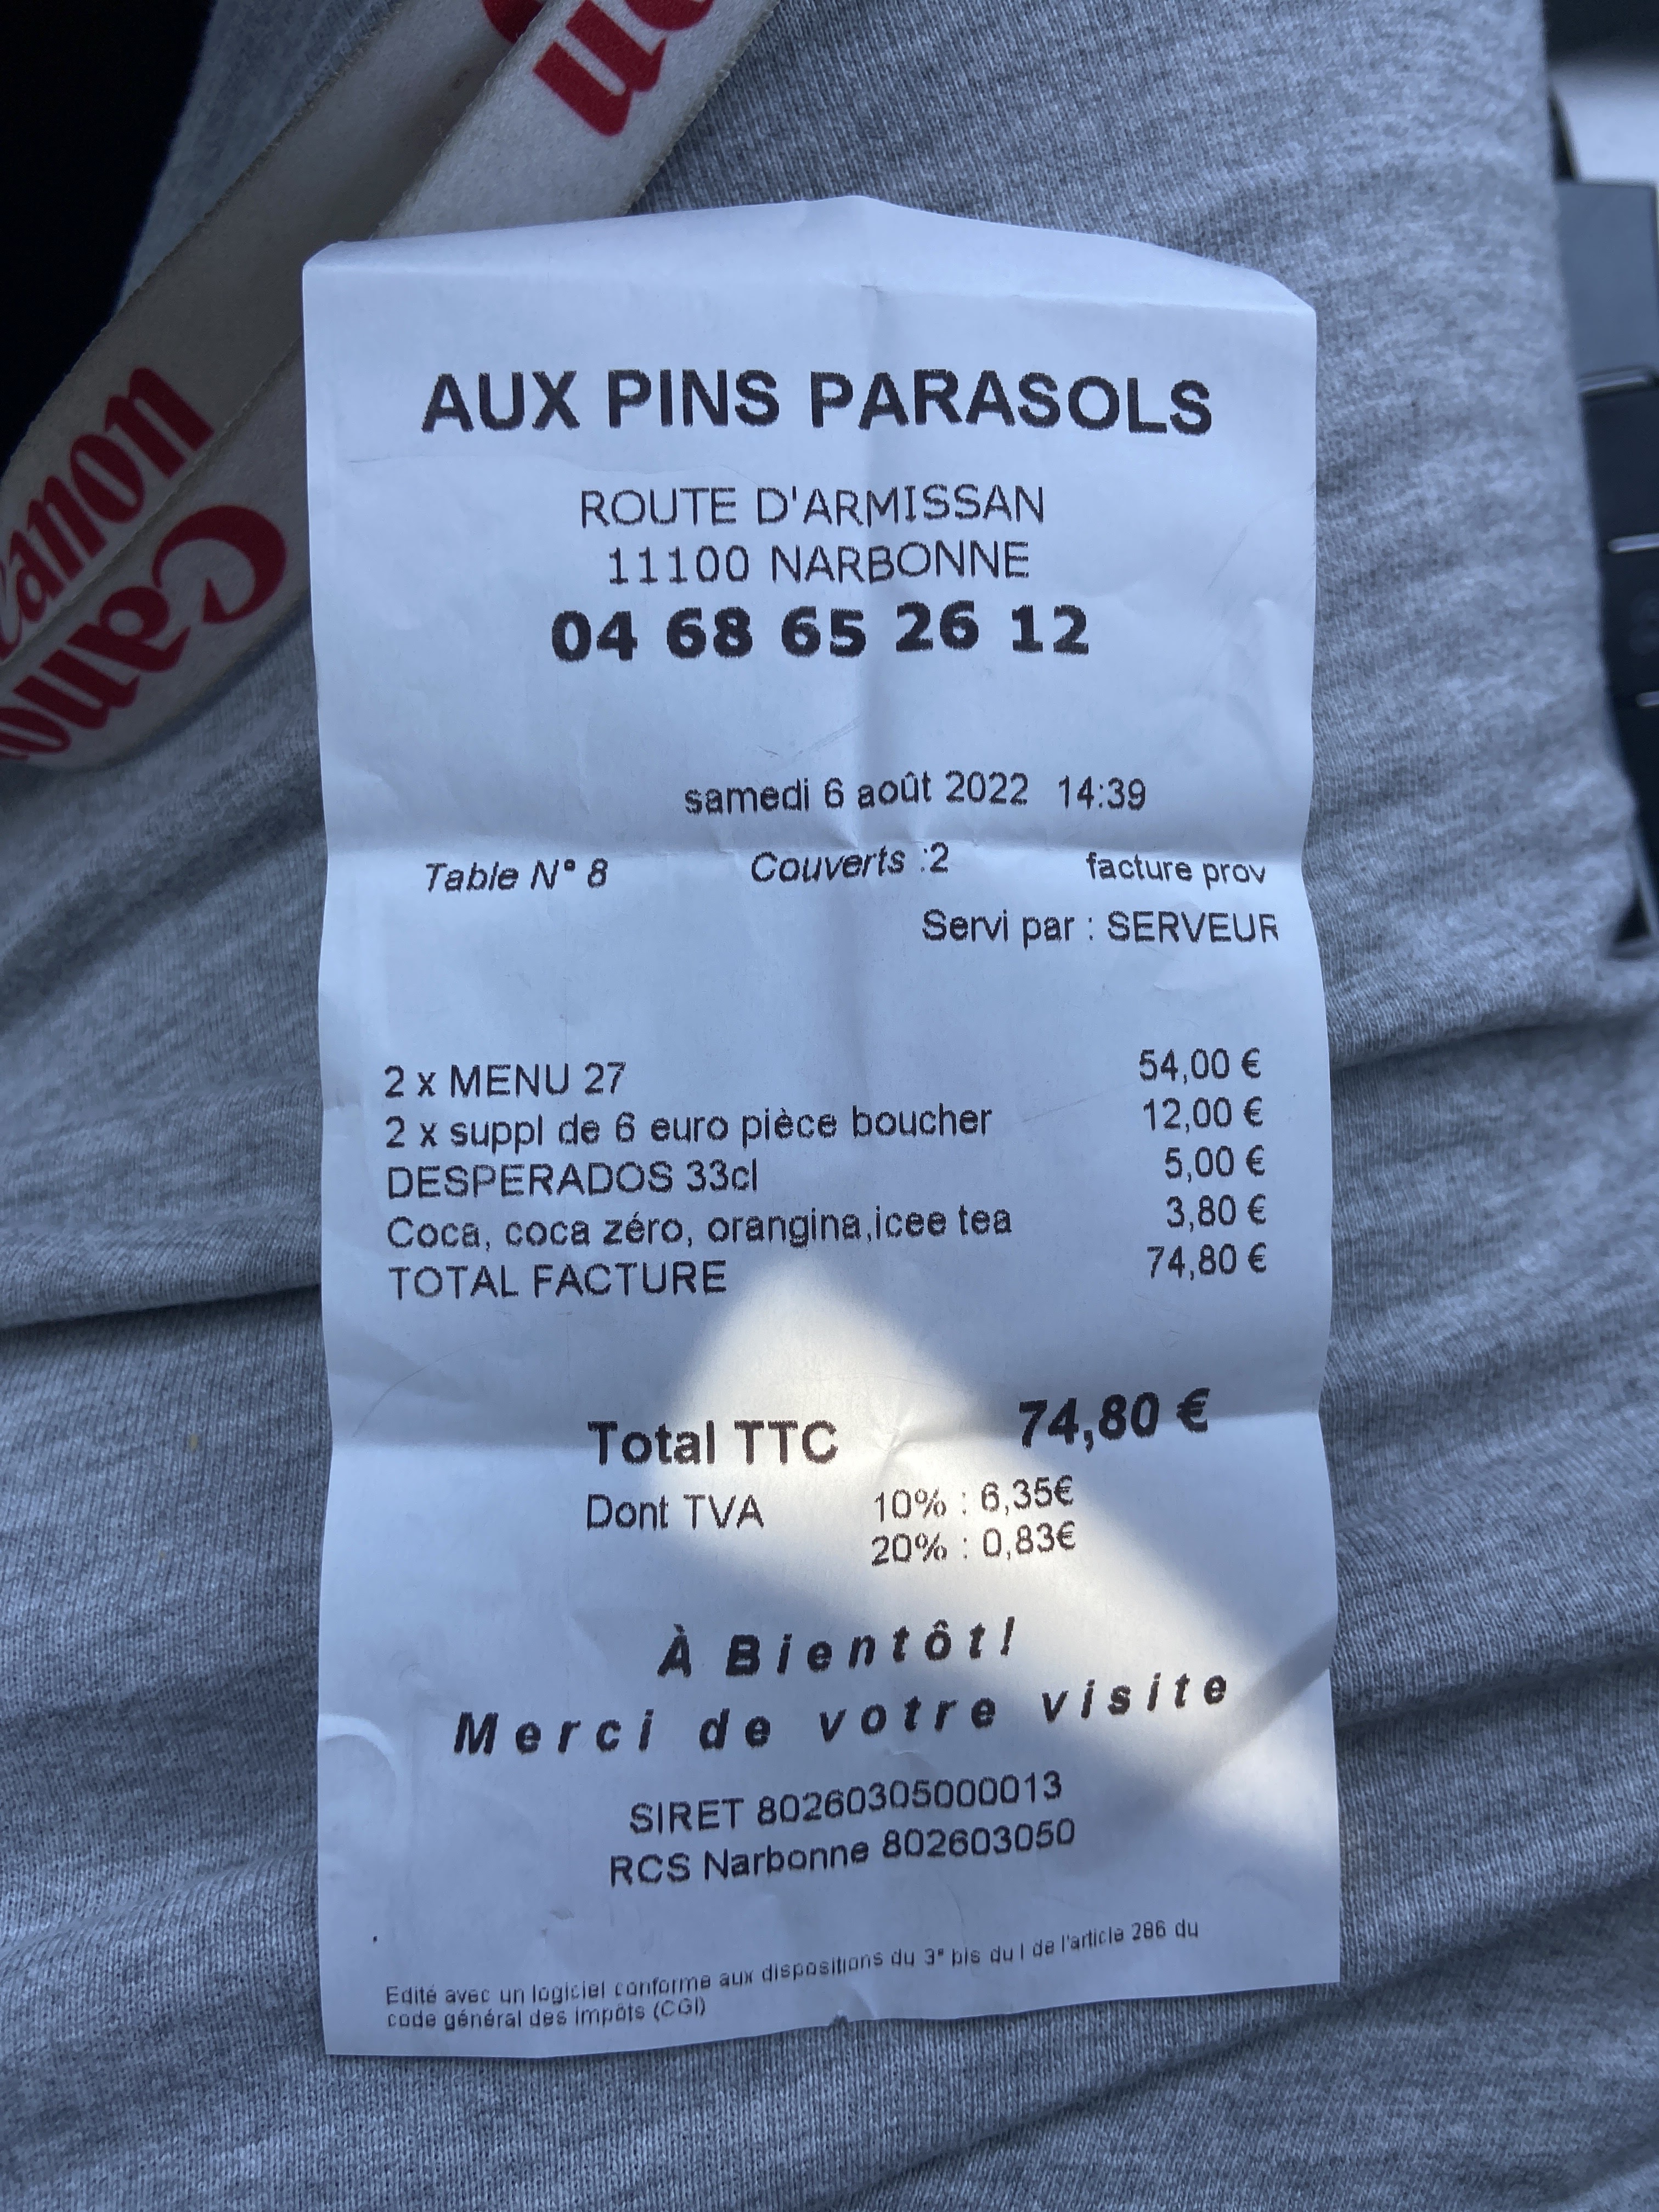 Canon
Canon
on
AUX PINS PARASOLS
ROUTE D'ARMISSAN
11100 NARBONNE
04 68 65 26 12
samedi 6 août 2022 14:39
Table N° 8 Couverts :2 facture prov
Servi par : SERVEUR
2 x MENU 27 54,00 €
2 x suppl de 6 euro pièce boucher 12,00 €
DESPERADOS 33cl 5,00 €
Coca, coca zéro, orangina,icee tea 3,80 €
TOTAL FACTURE 74,80 €
Total TTC 74,80 €
Dont TVA 10% : 6,35€
20% : 0,83€
À Bientôt!
Merci de votre visite
SIRET 80260305000013
RCS Narbonne 802603050
Edité avec un logiciel conforme aux dispositions du 3° bis du I de l'article 286 du
code général des impôts (CGI)